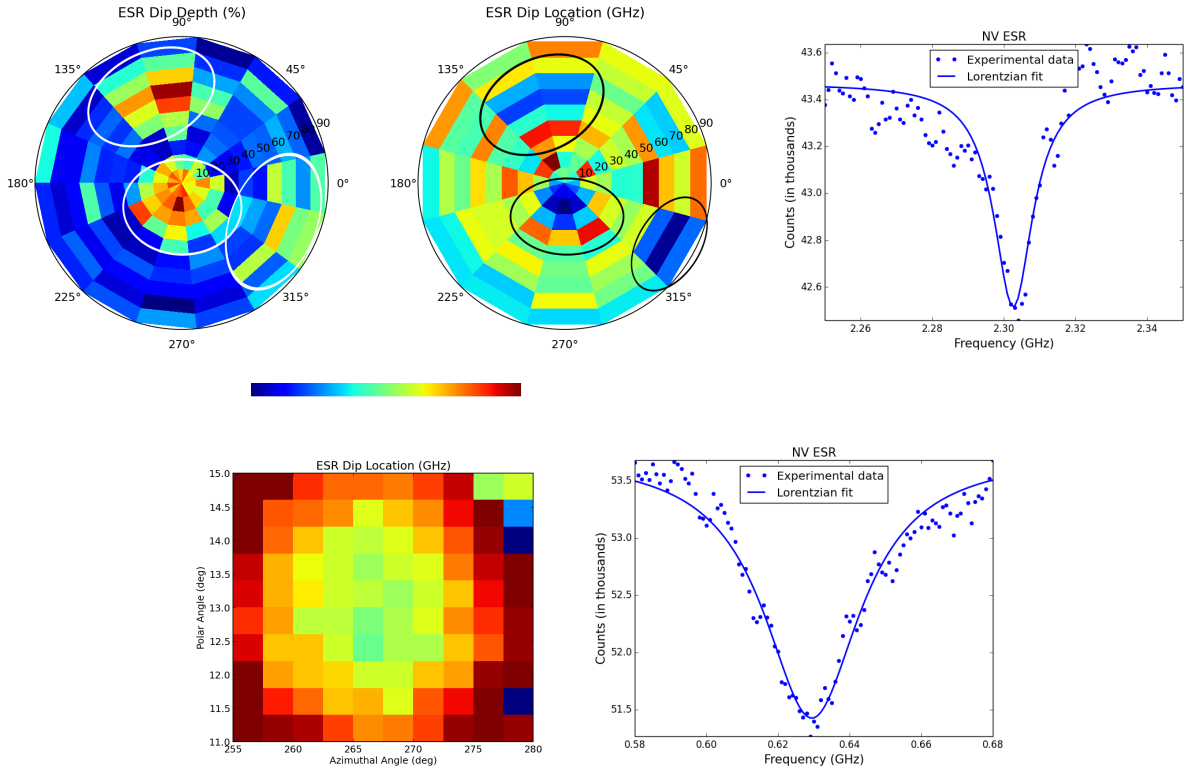 ESR Dip Depth (%)
90°
135°
45°
180°
0°
225°
315°
270°
10 20 30 40 50 60 70 80 90
ESR Dip Location (GHz)
90°
135°
45°
180°
0°
225°
315°
270°
10 20 30 40 50 60 70 80 90
NV ESR
Experimental data
Lorentzian fit
Counts (in thousands)
43.6
43.4
43.2
43.0
42.8
42.6
2.26 2.28 2.30 2.32 2.34
Frequency (GHz)
ESR Dip Location (GHz)
Polar Angle (deg)
15.0
14.5
14.0
13.5
13.0
12.5
12.0
11.5
11.0
255 260 265 270 275 280
Azimuthal Angle (deg)
NV ESR
Experimental data
Lorentzian fit
Counts (in thousands)
53.5
53.0
52.5
52.0
51.5
0.58 0.60 0.62 0.64 0.66 0.68
Frequency (GHz)